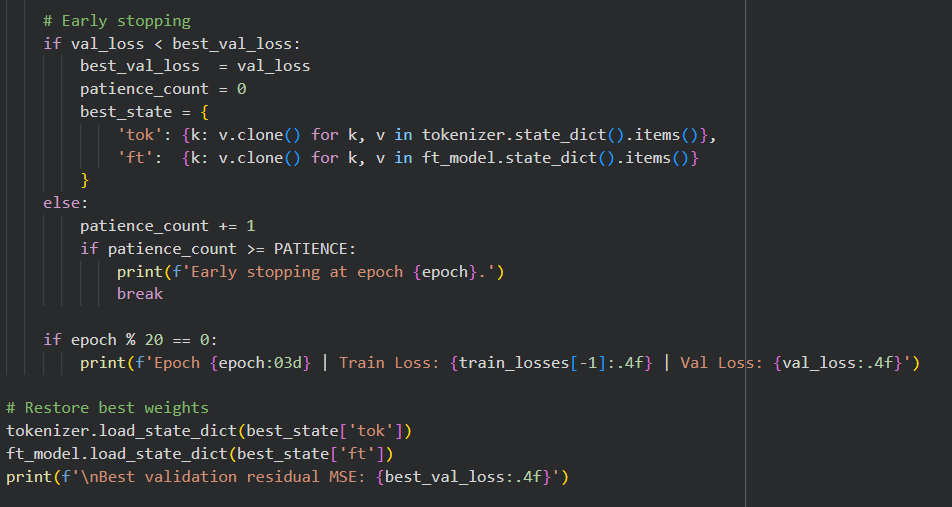 # Early stopping
if val_loss < best_val_loss:
    best_val_loss  = val_loss
    patience_count = 0
    best_state = {
        'tok': {k: v.clone() for k, v in tokenizer.state_dict().items()},
        'ft':  {k: v.clone() for k, v in ft_model.state_dict().items()}
    }
else:
    patience_count += 1
    if patience_count >= PATIENCE:
        print(f'Early stopping at epoch {epoch}.')
        break
if epoch % 20 == 0:
    print(f'Epoch {epoch:03d} | Train Loss: {train_losses[-1]:.4f} | Val Loss: {val_loss:.4f}')
# Restore best weights
tokenizer.load_state_dict(best_state['tok'])
ft_model.load_state_dict(best_state['ft'])
print(f'\nBest validation residual MSE: {best_val_loss:.4f}')